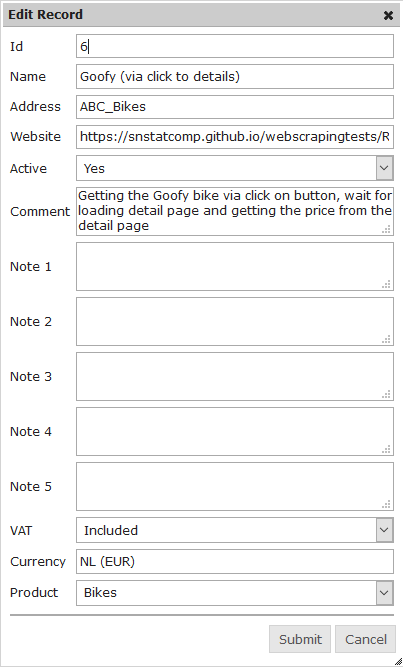 Edit Record
Id 6
Name Goofy (via click to details)
Address ABC_Bikes
Website https://snstatcomp.github.io/webscrapingtests/R
Active Yes
Comment Getting the Goofy bike via click on button, wait for
loading detail page and getting the price from the
detail page
Note 1
Note 2
Note 3
Note 4
Note 5
VAT Included
Currency NL (EUR)
Product Bikes
Submit Cancel